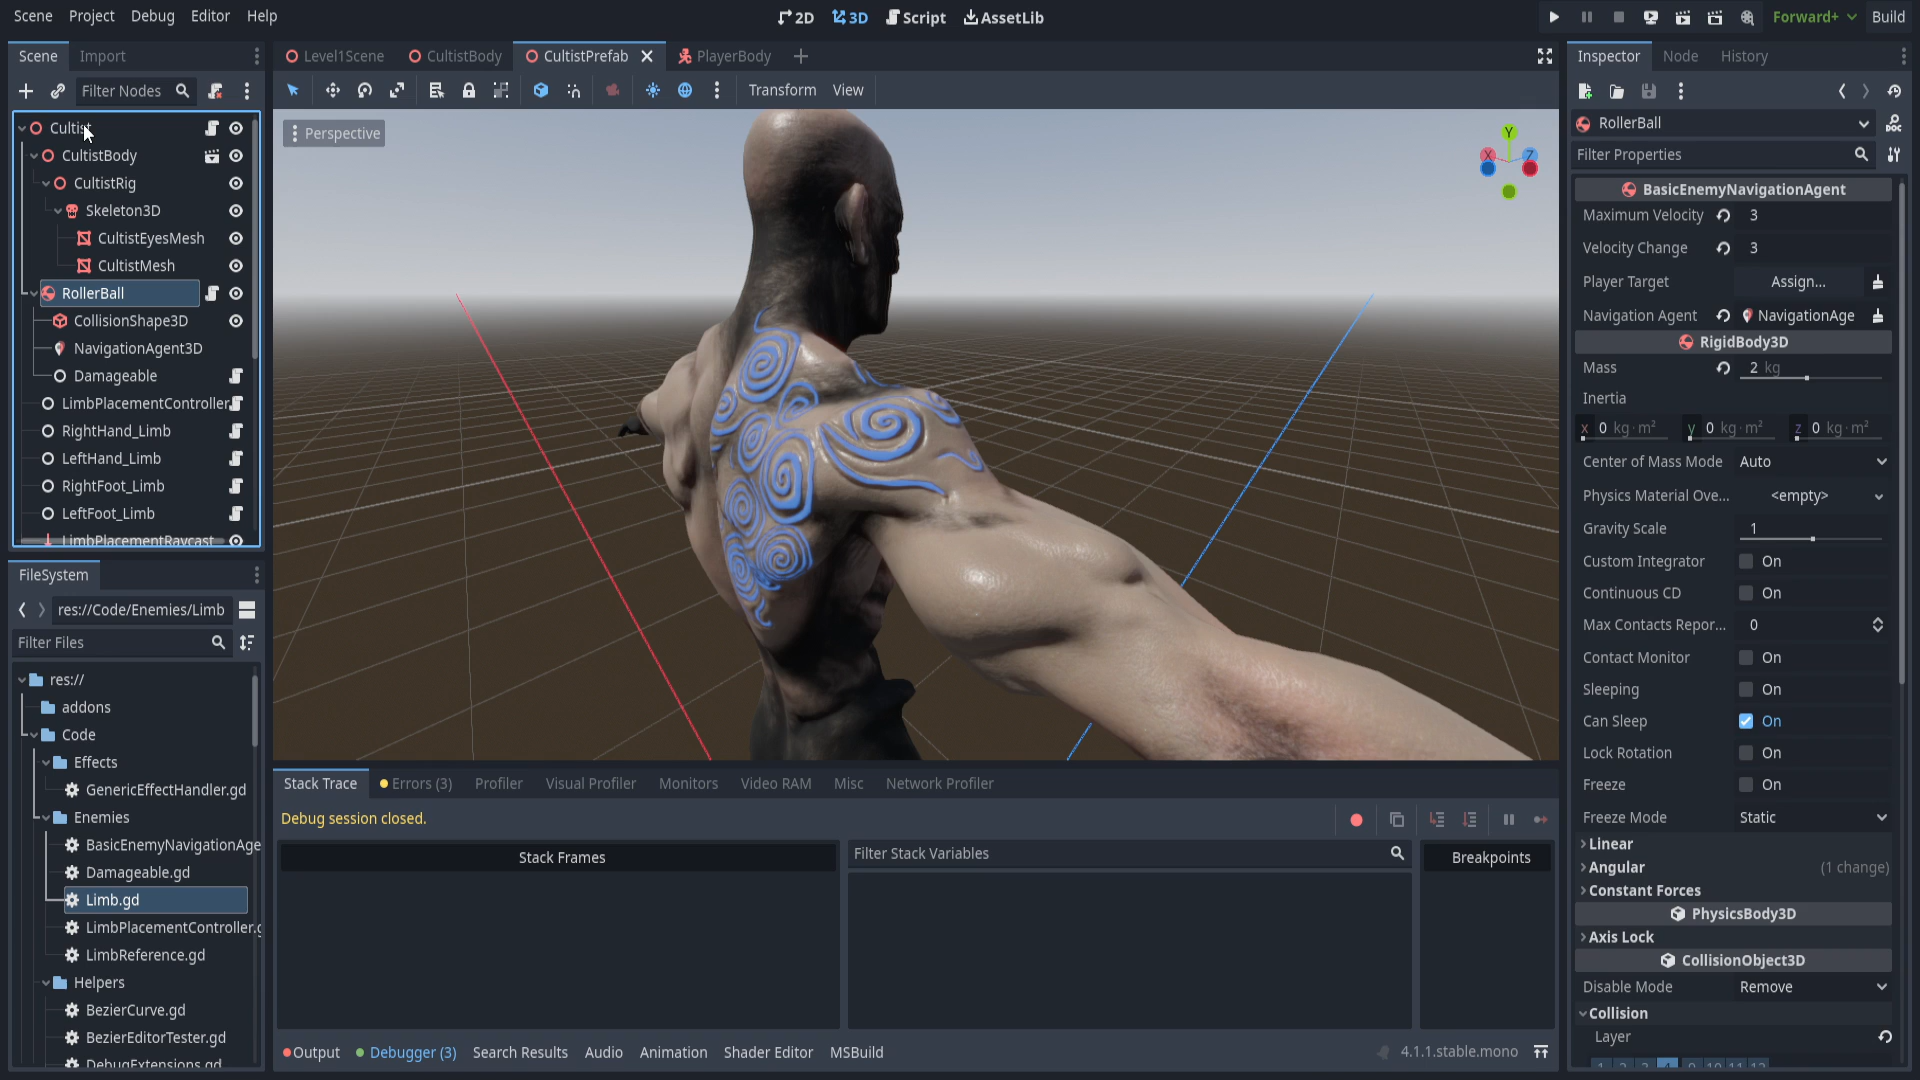 Scene Project Debug Editor Help
2D 3D Script AssetLib
Forward+ Build
Scene Import
Filter Nodes
Cultist
CultistBody
CultistRig
Skeleton3D
CultistEyesMesh
CultistMesh
RollerBall
CollisionShape3D
NavigationAgent3D
Damageable
LimbPlacementController
RightHand_Limb
LeftHand_Limb
RightFoot_Limb
LeftFoot_Limb
LimbPlacementRaycast
FileSystem
res://Code/Enemies/Limb
Filter Files
res://
addons
Code
Effects
GenericEffectHandler.gd
Enemies
BasicEnemyNavigationAge
Damageable.gd
Limb.gd
LimbPlacementController.g
LimbReference.gd
Helpers
BezierCurve.gd
BezierEditorTester.gd
DebugExtensions.gd
Level1Scene CultistBody CultistPrefab PlayerBody
Transform View
Perspective
Y
X Z
Stack Trace Errors (3) Profiler Visual Profiler Monitors Video RAM Misc Network Profiler
Debug session closed.
Stack Frames
Filter Stack Variables
Breakpoints
Output Debugger (3) Search Results Audio Animation Shader Editor MSBuild
4.1.1.stable.mono
Inspector Node History
RollerBall
Filter Properties
BasicEnemyNavigationAgent
Maximum Velocity 3
Velocity Change 3
Player Target Assign...
Navigation Agent NavigationAge
RigidBody3D
Mass 2 kg
Inertia
x 0 kg·m² y 0 kg·m² z 0 kg·m²
Center of Mass Mode Auto
Physics Material Ove... <empty>
Gravity Scale 1
Custom Integrator On
Continuous CD On
Max Contacts Repor... 0
Contact Monitor On
Sleeping On
Can Sleep On
Lock Rotation On
Freeze On
Freeze Mode Static
Linear
Angular (1 change)
Constant Forces
PhysicsBody3D
Axis Lock
CollisionObject3D
Disable Mode Remove
Collision
Layer